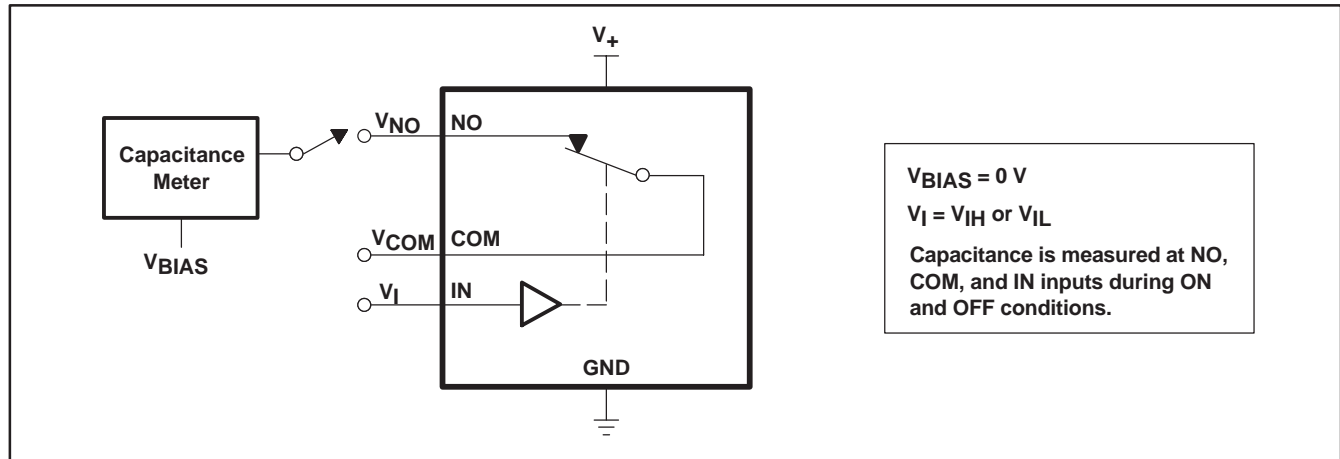 V+
VNO
NO
Capacitance
Meter
VBIAS
VCOM
COM
VI
IN
GND
VBIAS = 0 V
VI = VIH or VIL
Capacitance is measured at NO,
COM, and IN inputs during ON
and OFF conditions.